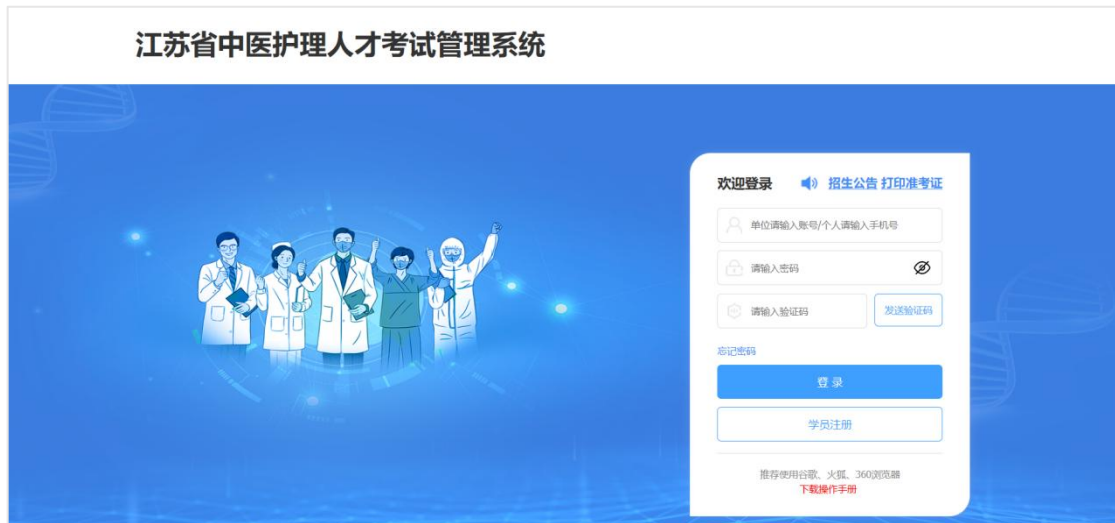 江苏省中医护理人才考试管理系统
欢迎登录 招生公告 打印准考证
单位请输入账号/个人请输入手机号
请输入密码
请输入验证码 发送验证码
忘记密码
登 录
学员注册
推荐使用谷歌、火狐、360浏览器
下载操作手册